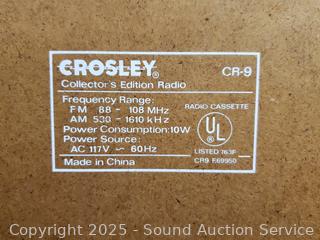 CROSLEY® CR-9
Collector's Edition Radio
Frequency Range:
FM 88 - 108 MHz
AM 530 - 1610 kHz
Power Consumption: 10W
Power Source:
AC 117V ~ 60Hz
Made in China
RADIO CASSETTE
UL
®
LISTED 763F
CR9 E69950
Copyright 2025 - Sound Auction Service